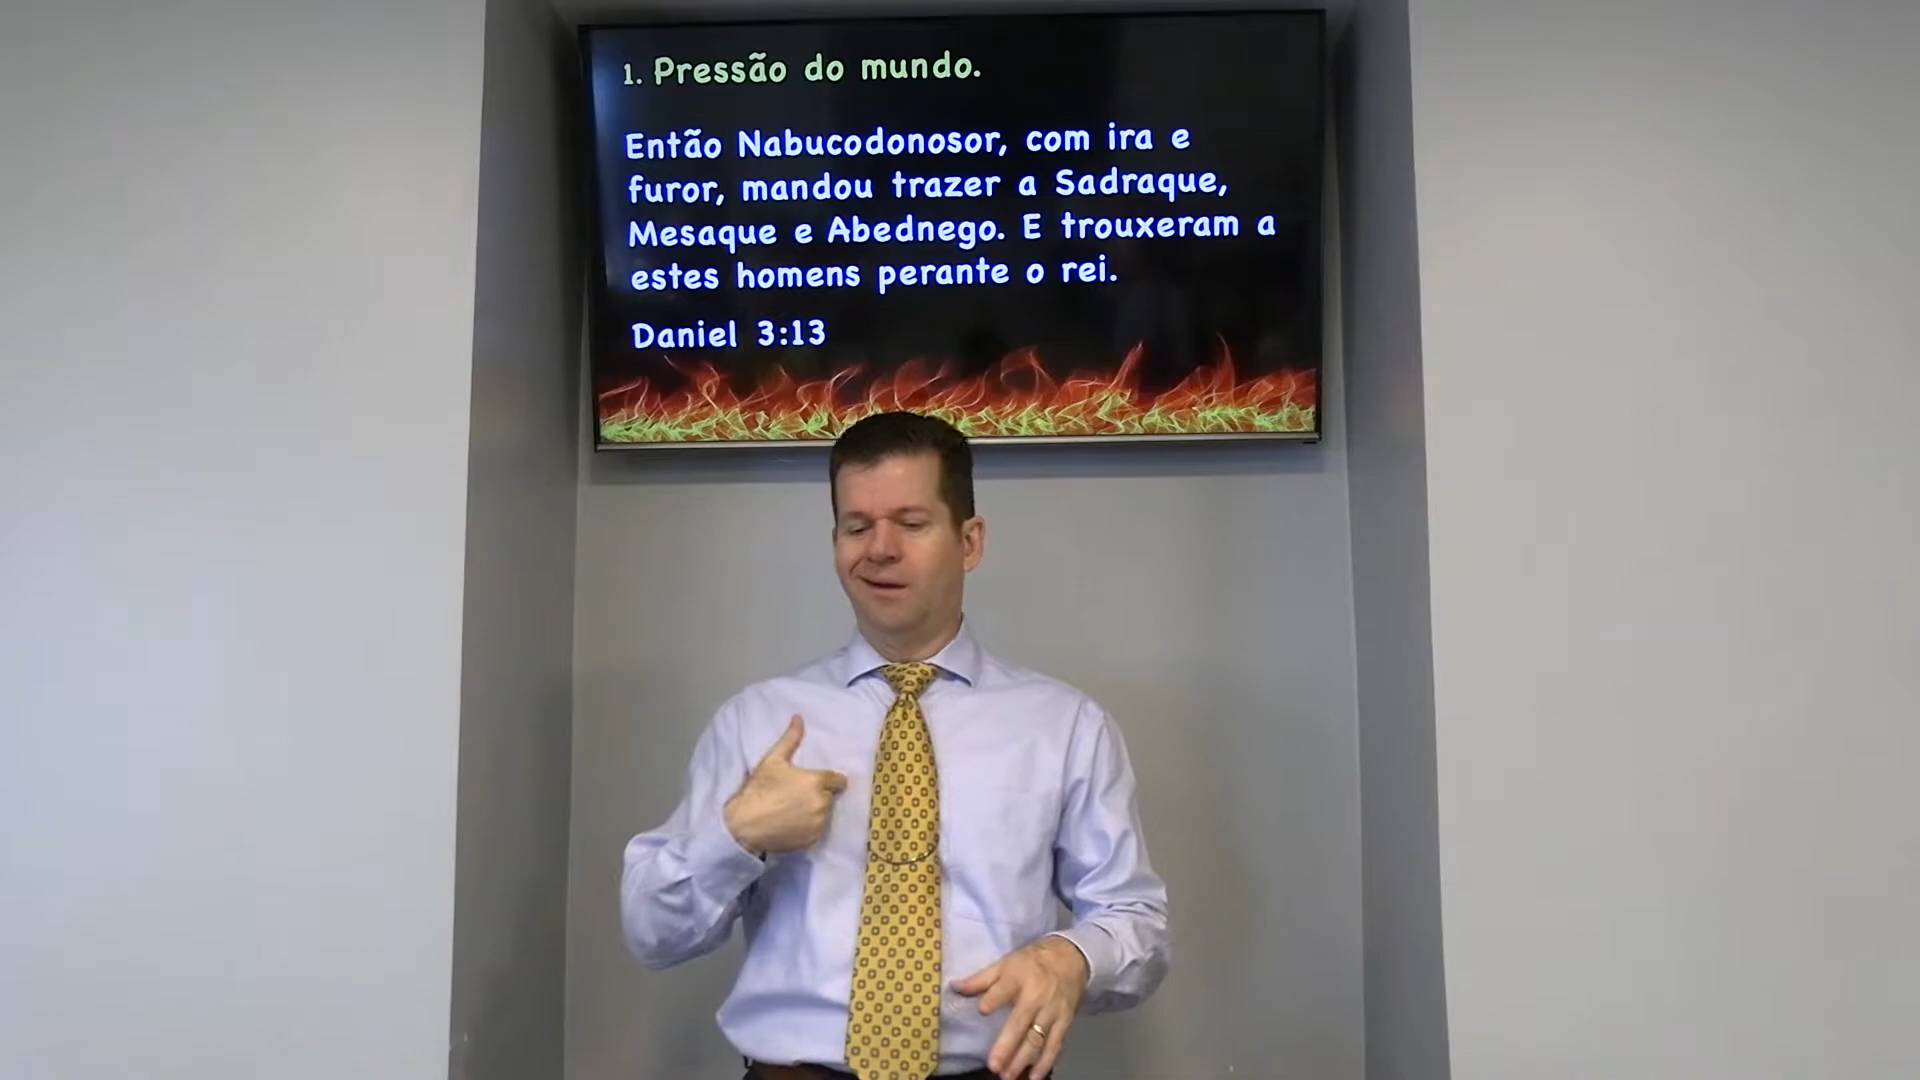 1. Pressão do mundo.
Então Nabucodonosor, com ira e
furor, mandou trazer a Sadraque,
Mesaque e Abednego. E trouxeram a
estes homens perante o rei.
Daniel 3:13